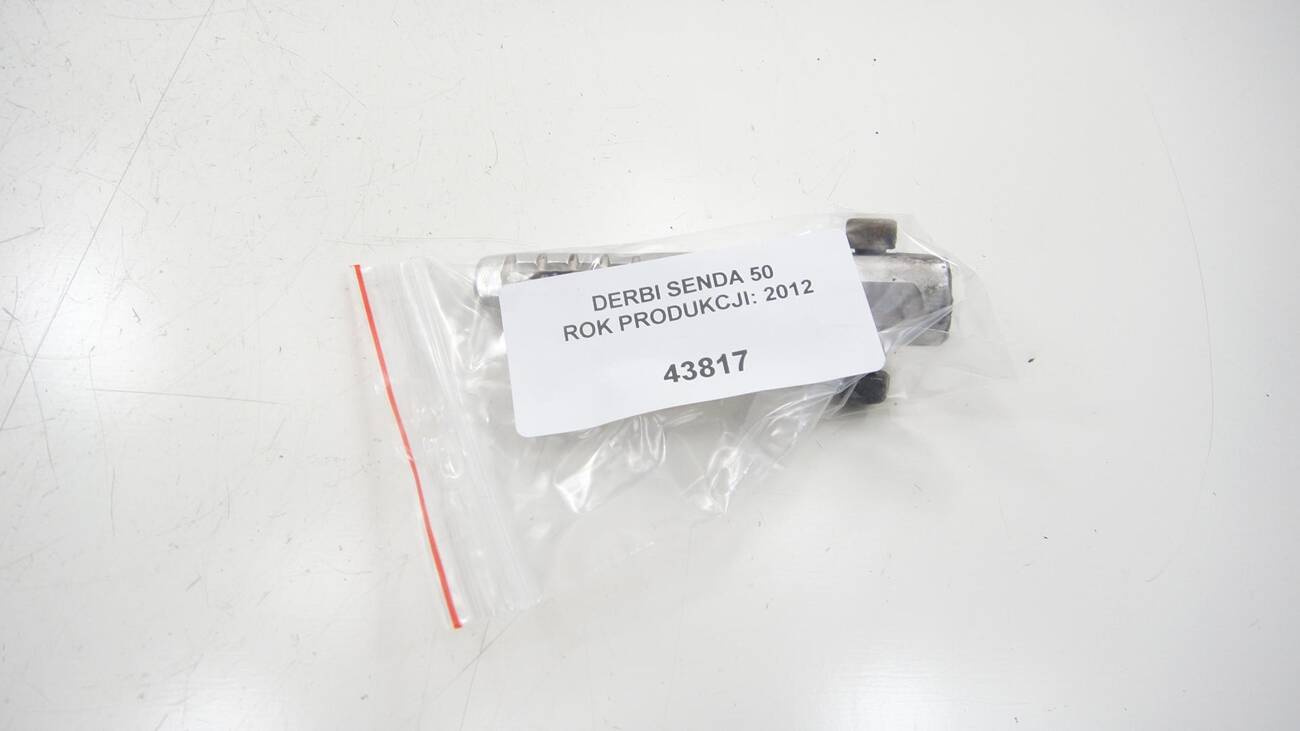 DERBI SENDA 50
ROK PRODUKCJI: 2012
43817